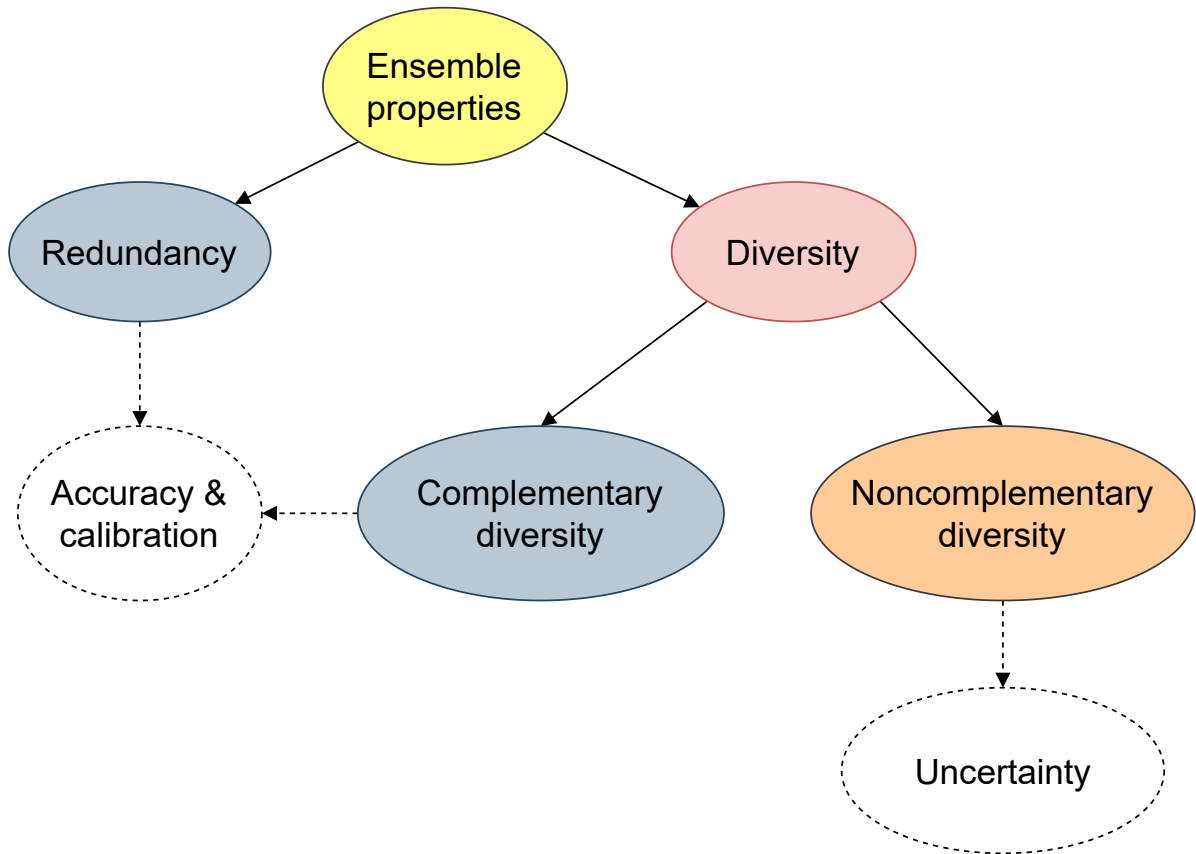 Ensemble
properties
Redundancy
Diversity
Accuracy &
calibration
Complementary
diversity
Noncomplementary
diversity
Uncertainty